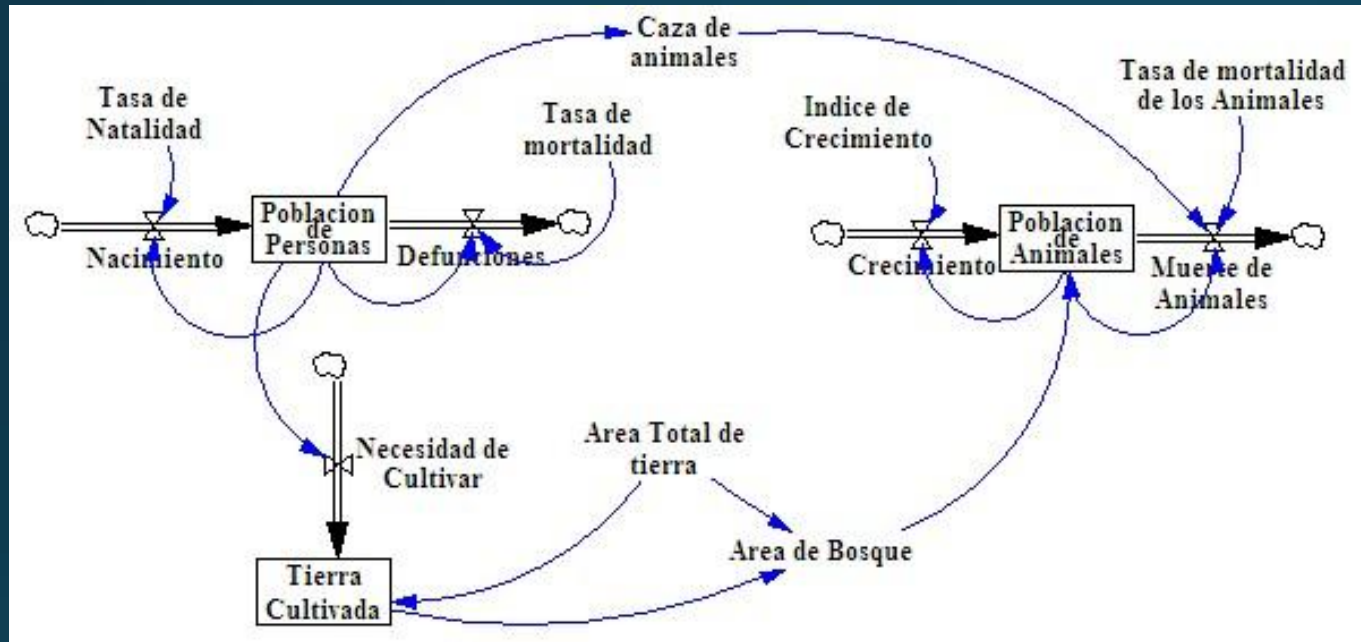 Caza de
animales
Tasa de
Natalidad
Tasa de
mortalidad
Indice de
Crecimiento
Tasa de mortalidad
de los Animales
Poblacion
de
Personas
Nacimiento
Defunciones
Poblacion
de
Animales
Crecimiento
Muerte de
Animales
Necesidad de
Cultivar
Area Total de
tierra
Area de Bosque
Tierra
Cultivada